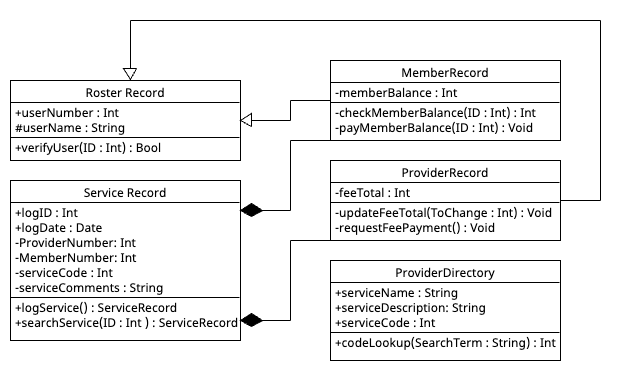 Roster Record
+userNumber : Int
#userName : String
+verifyUser(ID : Int) : Bool
Service Record
+logID : Int
+logDate : Date
-ProviderNumber: Int
-MemberNumber: Int
-serviceCode : Int
-serviceComments : String
+logService() : ServiceRecord
+searchService(ID : Int ) : ServiceRecord
MemberRecord
-memberBalance : Int
-checkMemberBalance(ID : Int) : Int
-payMemberBalance(ID : Int) : Void
ProviderRecord
-feeTotal : Int
-updateFeeTotal(ToChange : Int) : Void
-requestFeePayment() : Void
ProviderDirectory
+serviceName : String
+serviceDescription: String
+serviceCode : Int
+codeLookup(SearchTerm : String) : Int